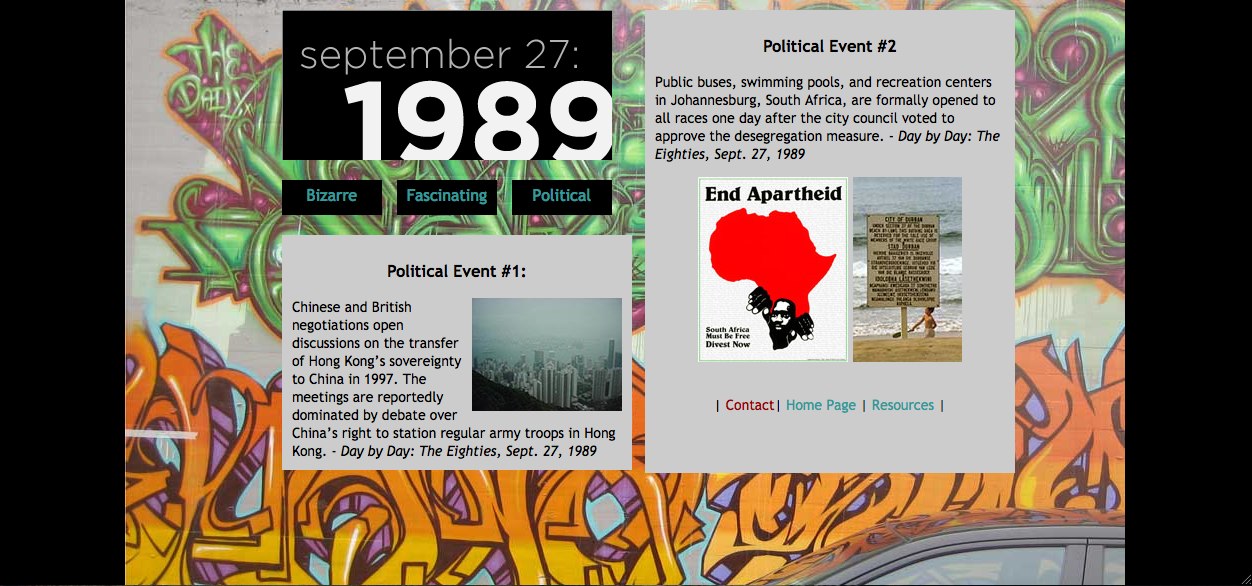 september 27:
1989
Bizarre
Fascinating
Political
Political Event #1:
Chinese and British
negotiations open
discussions on the transfer
of Hong Kong's sovereignty
to China in 1997. The
meetings are reportedly
dominated by debate over
China's right to station regular army troops in Hong
Kong. - Day by Day: The Eighties, Sept. 27, 1989
Political Event #2
Public buses, swimming pools, and recreation centers
in Johannesburg, South Africa, are formally opened to
all races one day after the city council voted to
approve the desegregation measure. - Day by Day: The
Eighties, Sept. 27, 1989
End Apartheid
South Africa
Must Be Free
Divest Now
CITY OF DURBAN
STAD DURBAN
| Contact| Home Page | Resources |
THE
DAILY